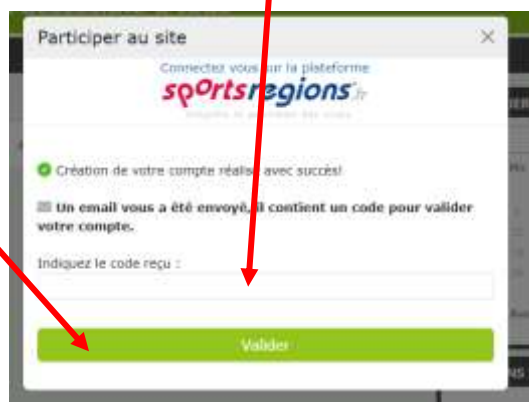 Participer au site
Connectez vous sur la plateforme
sportsregions.fr
Création de votre compte réalisé avec succès!
Un email vous a été envoyé, il contient un code pour valider
votre compte.
Indiquez le code reçu :
Valider